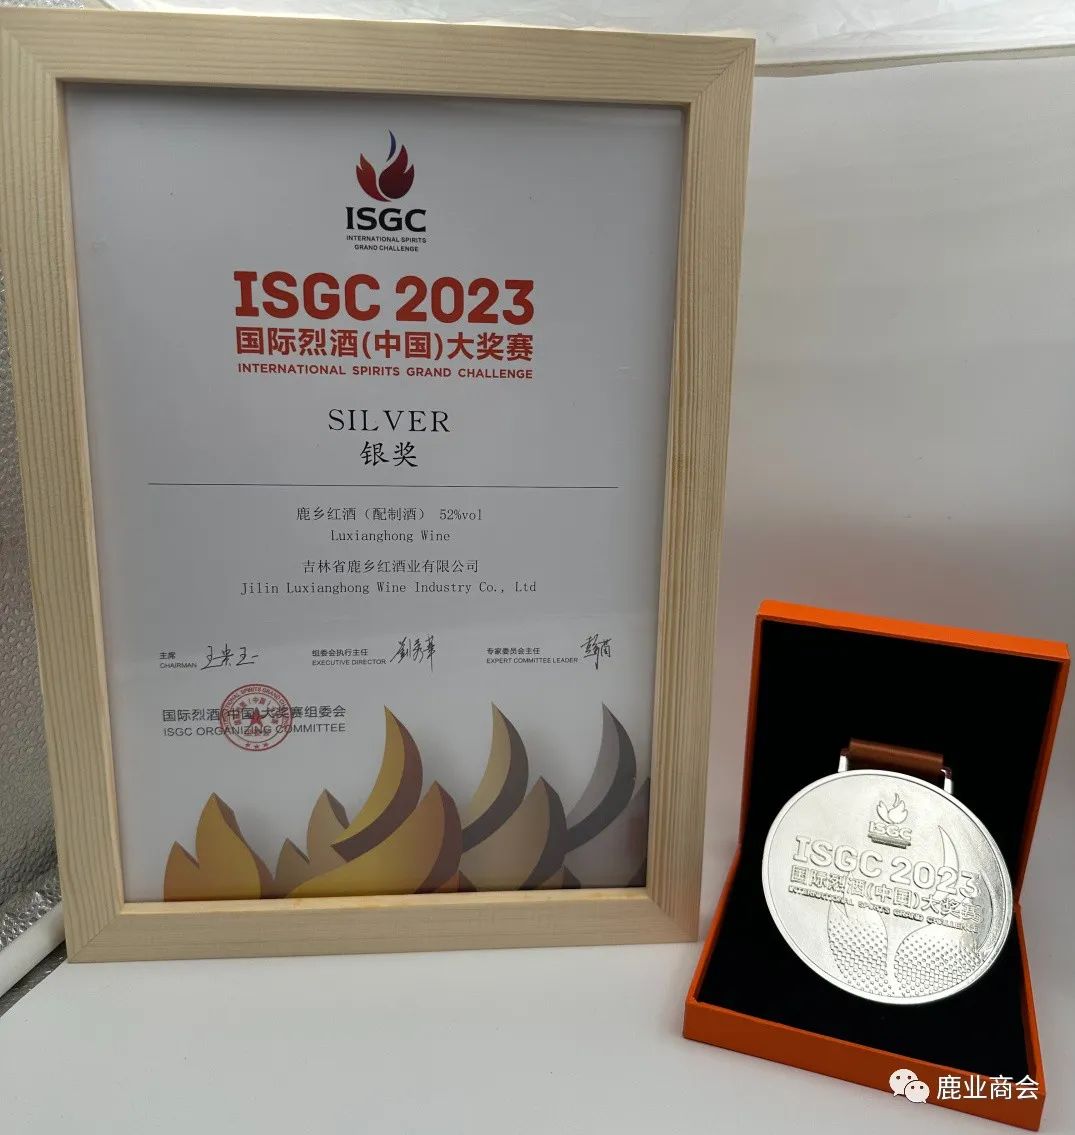 ISGC
INTERNATIONAL SPIRITS
GRAND CHALLENGE
ISGC 2023
国际烈酒(中国)大奖赛
INTERNATIONAL SPIRITS GRAND CHALLENGE
SILVER
银奖
鹿乡红酒（配制酒） 52%vol
Luxianghong Wine
吉林省鹿乡红酒业有限公司
Jilin Luxianghong Wine Industry Co., Ltd
主席
CHAIRMAN
组委会执行主任
EXECUTIVE DIRECTOR
专家委员会主任
EXPERT COMMITTEE LEADER
国际烈酒(中国)大奖赛组委会
ISGC ORGANIZING COMMITTEE
ISGC
ISGC 2023
国际烈酒(中国)大奖赛
INTERNATIONAL SPIRITS GRAND CHALLENGE
鹿业商会